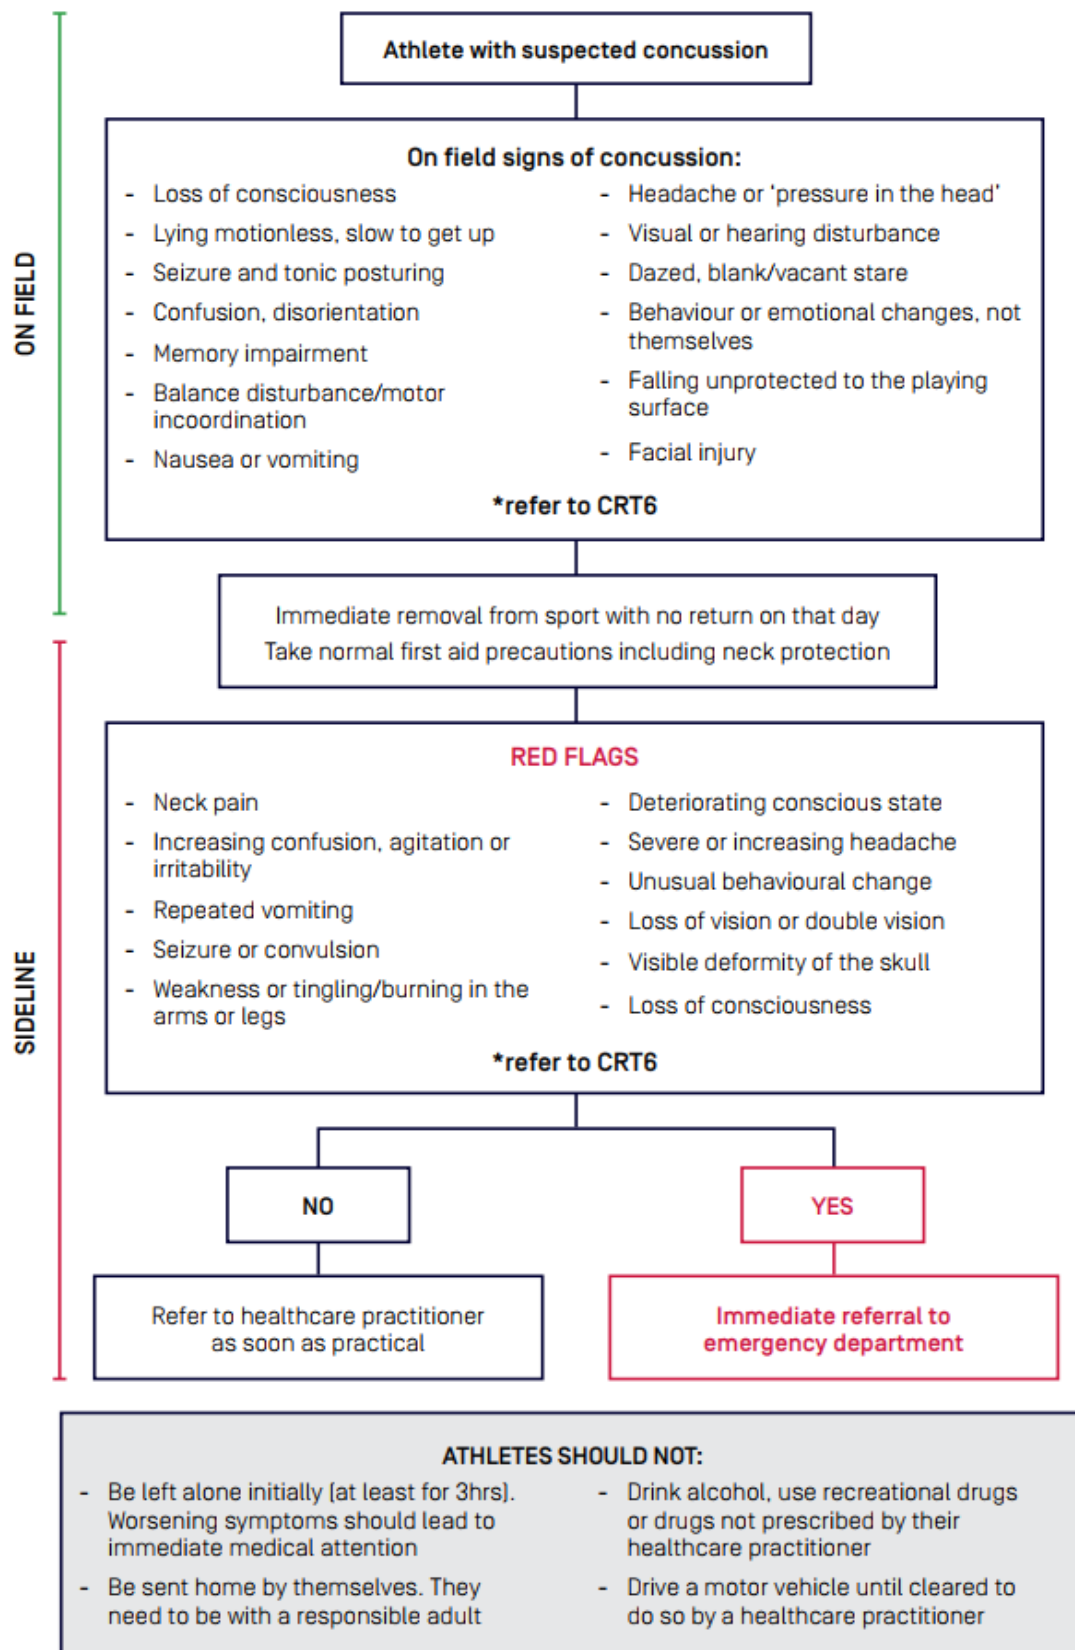 Athlete with suspected concussion
ON FIELD
On field signs of concussion:
- Loss of consciousness
- Lying motionless, slow to get up
- Seizure and tonic posturing
- Confusion, disorientation
- Memory impairment
- Balance disturbance/motor
incoordination
- Nausea or vomiting
- Headache or ‘pressure in the head’
- Visual or hearing disturbance
- Dazed, blank/vacant stare
- Behaviour or emotional changes, not
themselves
- Falling unprotected to the playing
surface
- Facial injury
*refer to CRT6
Immediate removal from sport with no return on that day
Take normal first aid precautions including neck protection
SIDELINE
RED FLAGS
- Neck pain
- Increasing confusion, agitation or
irritability
- Repeated vomiting
- Seizure or convulsion
- Weakness or tingling/burning in the
arms or legs
- Deteriorating conscious state
- Severe or increasing headache
- Unusual behavioural change
- Loss of vision or double vision
- Visible deformity of the skull
- Loss of consciousness
*refer to CRT6
NO
Refer to healthcare practitioner
as soon as practical
YES
Immediate referral to
emergency department
ATHLETES SHOULD NOT:
- Be left alone initially (at least for 3hrs).
Worsening symptoms should lead to
immediate medical attention
- Be sent home by themselves. They
need to be with a responsible adult
- Drink alcohol, use recreational drugs
or drugs not prescribed by their
healthcare practitioner
- Drive a motor vehicle until cleared to
do so by a healthcare practitioner